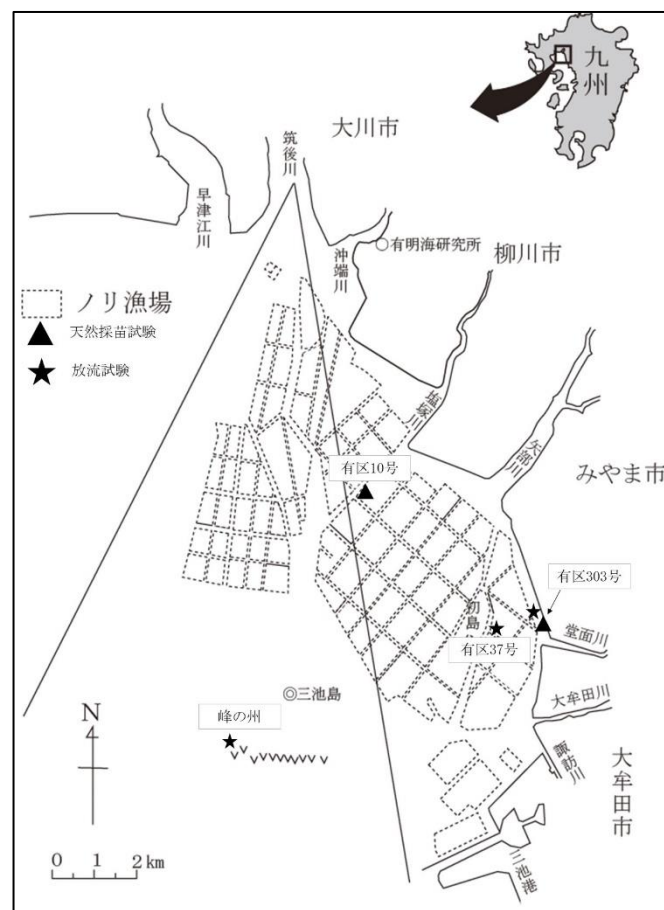 九州
大川市
筑後川
早津江川
沖端川
有明海研究所
柳川市
ノリ漁場
天然採苗試験
放流試験
塩塚川
矢部川
みやま市
有区10号
有区303号
初島
有区37号
堂面川
三池島
大牟田川
峰の州
諏訪川
大牟田市
N
0 1 2km
三池港